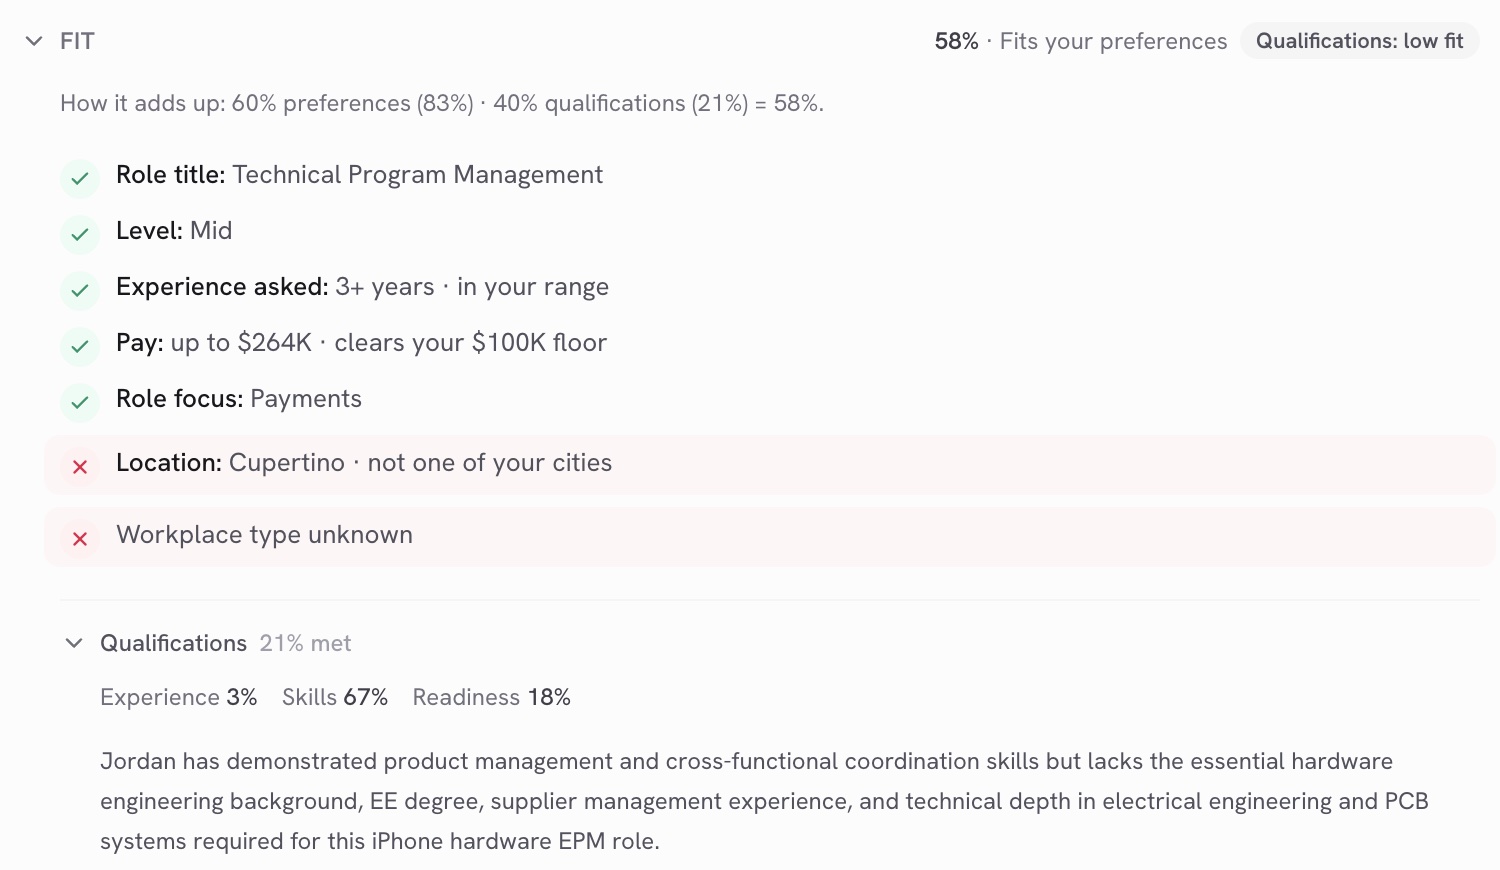 FIT
58% · Fits your preferences Qualifications: low fit
How it adds up: 60% preferences (83%) · 40% qualifications (21%) = 58%.
Role title: Technical Program Management
Level: Mid
Experience asked: 3+ years · in your range
Pay: up to $264K · clears your $100K floor
Role focus: Payments
Location: Cupertino · not one of your cities
Workplace type unknown
Qualifications 21% met
Experience 3% Skills 67% Readiness 18%
Jordan has demonstrated product management and cross-functional coordination skills but lacks the essential hardware
engineering background, EE degree, supplier management experience, and technical depth in electrical engineering and PCB
systems required for this iPhone hardware EPM role.